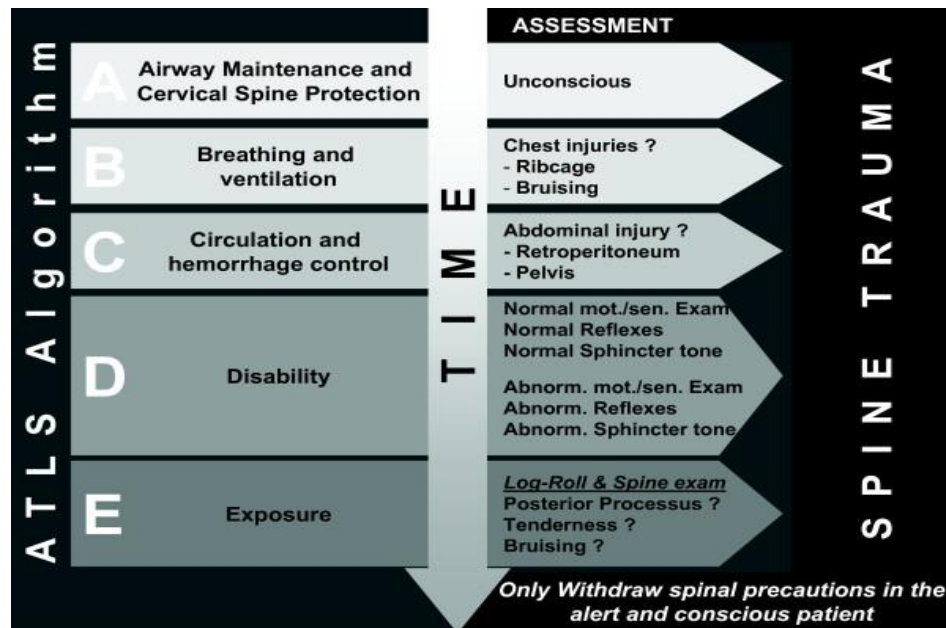 ATLS Algorithm
ASSESSMENT
A
Airway Maintenance and
Cervical Spine Protection
Unconscious
B
Breathing and
ventilation
Chest injuries ?
- Ribcage
- Bruising
C
Circulation and
hemorrhage control
Abdominal injury ?
- Retroperitoneum
- Pelvis
D
Disability
Normal mot./sen. Exam
Normal Reflexes
Normal Sphincter tone
Abnorm. mot./sen. Exam
Abnorm. Reflexes
Abnorm. Sphincter tone
E
Exposure
Log-Roll & Spine exam
Posterior Processus ?
Tenderness ?
Bruising ?
TIME
SPINE TRAUMA
Only Withdraw spinal precautions in the
alert and conscious patient